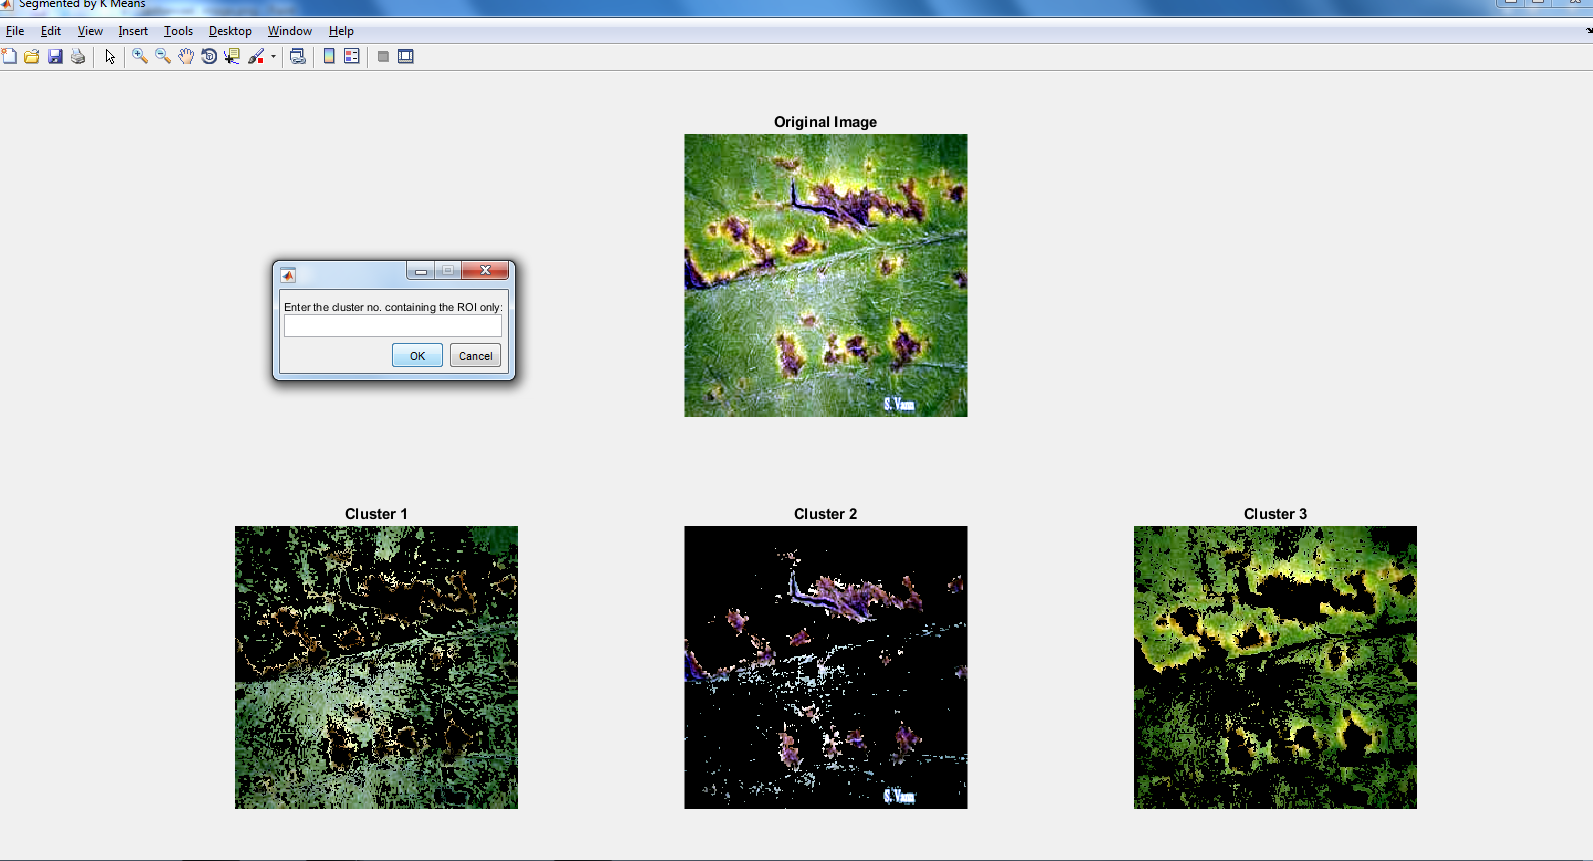 Segmented by K Means
File Edit View Insert Tools Desktop Window Help
Original Image
Enter the cluster no. containing the ROI only:
OK Cancel
S. Vann
Cluster 1 Cluster 2 Cluster 3
S. Vann